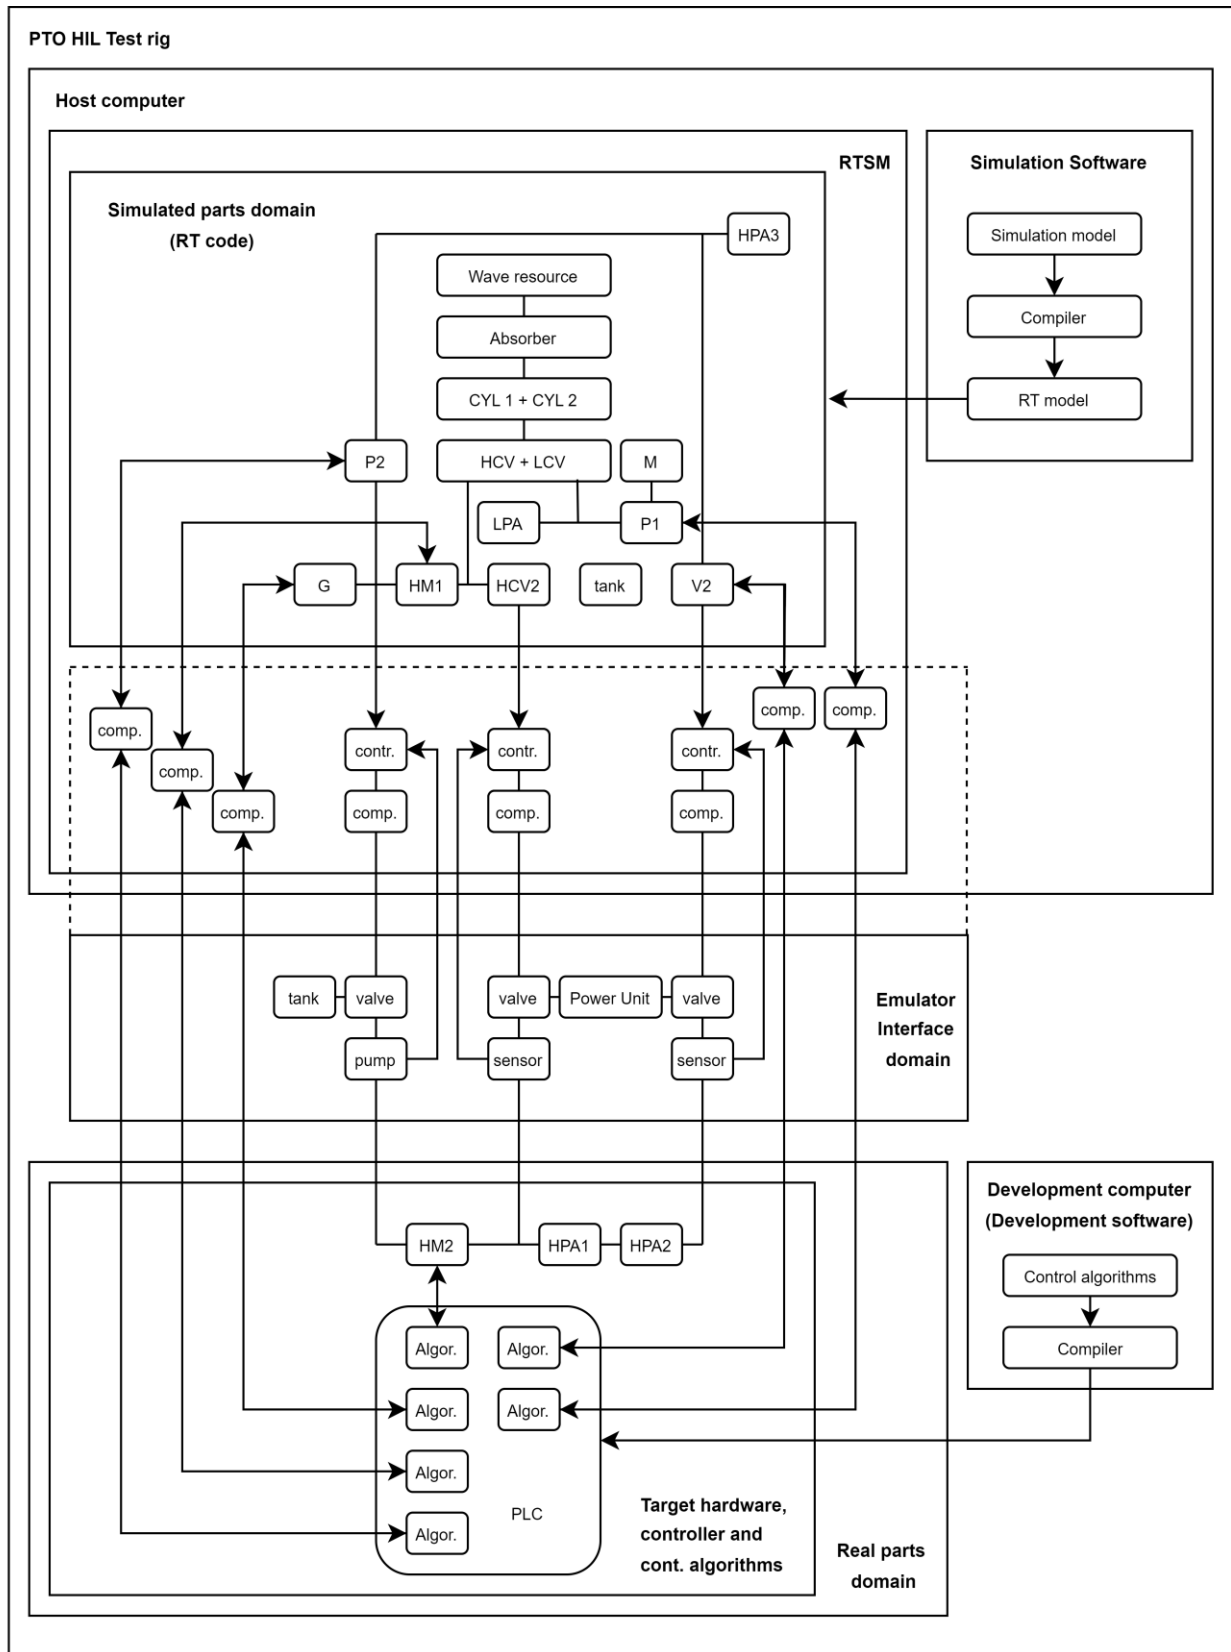 PTO HIL Test rig
Host computer
RTSM
Simulation Software
Simulated parts domain
(RT code)
HPA3
Simulation model
Wave resource
Compiler
Absorber
CYL 1 + CYL 2
RT model
P2
HCV + LCV
M
LPA
P1
G
HM1
HCV2
tank
V2
comp.
comp.
comp.
comp.
comp.
contr.
contr.
contr.
comp.
comp.
comp.
tank
valve
valve
Power Unit
valve
Emulator
Interface
domain
pump
sensor
sensor
Development computer
(Development software)
HM2
HPA1
HPA2
Control algorithms
Compiler
Algor.
Algor.
Algor.
Algor.
Algor.
Algor.
PLC
Target hardware,
controller and
cont. algorithms
Real parts
domain